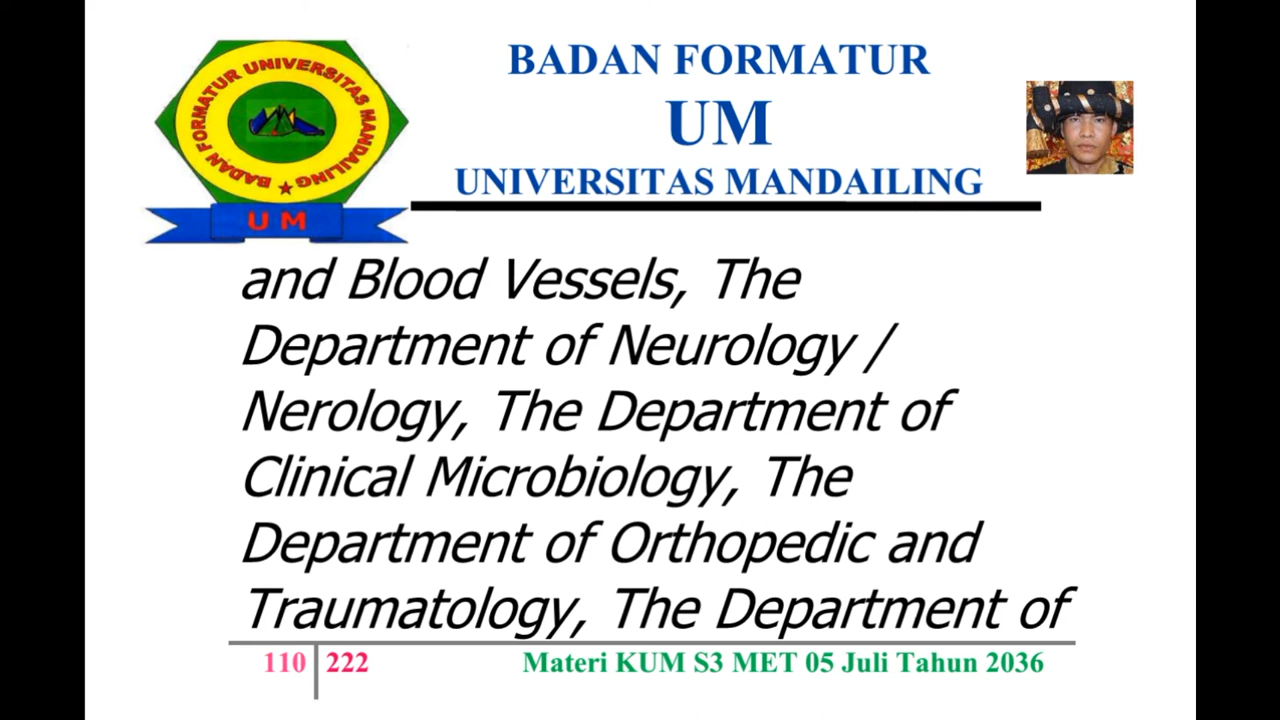 BADAN FORMATUR UNIVERSITAS MANDAILING
UM
BADAN FORMATUR
UM
UNIVERSITAS MANDAILING
and Blood Vessels, The
Department of Neurology /
Nerology, The Department of
Clinical Microbiology, The
Department of Orthopedic and
Traumatology, The Department of
110 222 Materi KUM S3 MET 05 Juli Tahun 2036